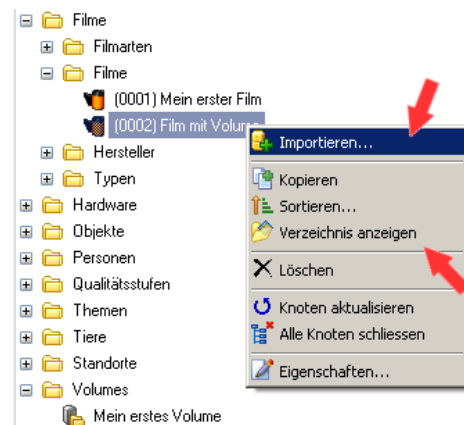 Filme
Filmarten
Filme
(0001) Mein erster Film
(0002) Film mit Volume
Importieren...
Hersteller
Kopieren
Typen
Sortieren...
Hardware
Verzeichnis anzeigen
Objekte
Personen
Löschen
Qualitätsstufen
Knoten aktualisieren
Themen
Alle Knoten schliessen
Tiere
Standorte
Eigenschaften...
Volumes
Mein erstes Volume